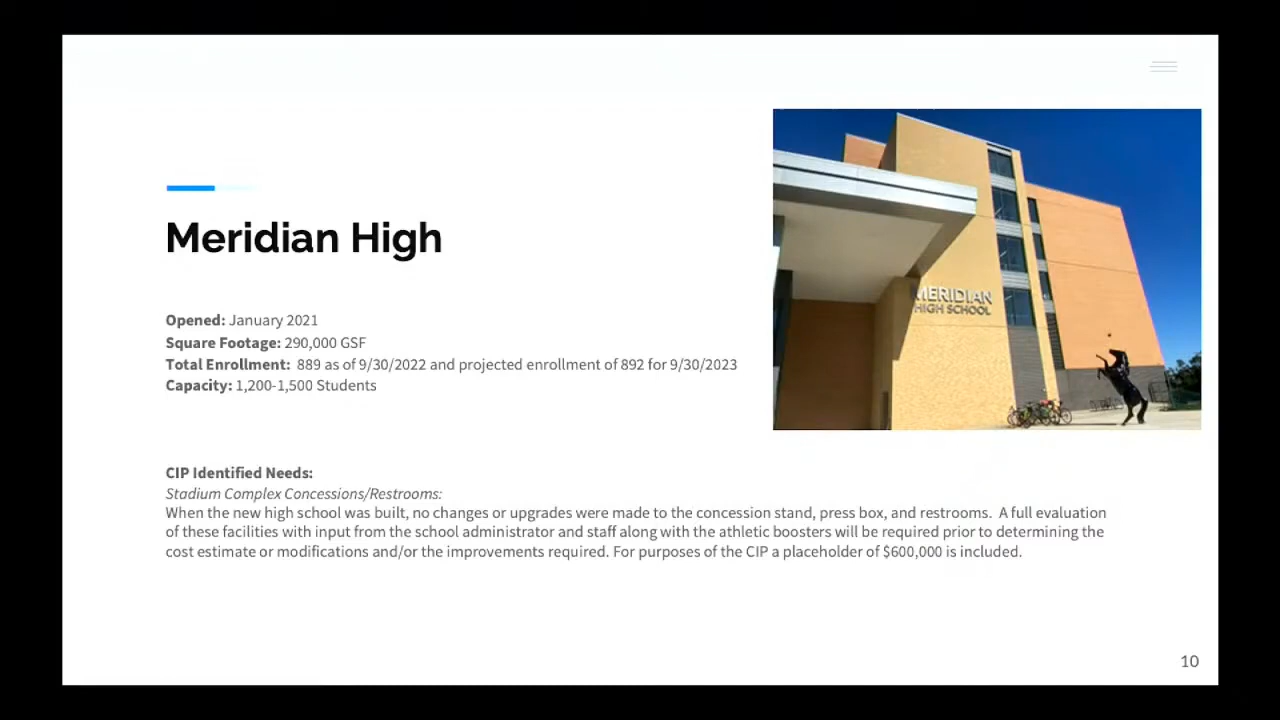 Meridian High
MERIDIAN
HIGH SCHOOL
Opened: January 2021
Square Footage: 290,000 GSF
Total Enrollment: 889 as of 9/30/2022 and projected enrollment of 892 for 9/30/2023
Capacity: 1,200-1,500 Students
CIP Identified Needs:
Stadium Complex Concessions/Restrooms:
When the new high school was built, no changes or upgrades were made to the concession stand, press box, and restrooms. A full evaluation
of these facilities with input from the school administrator and staff along with the athletic boosters will be required prior to determining the
cost estimate or modifications and/or the improvements required. For purposes of the CIP a placeholder of $600,000 is included.
10